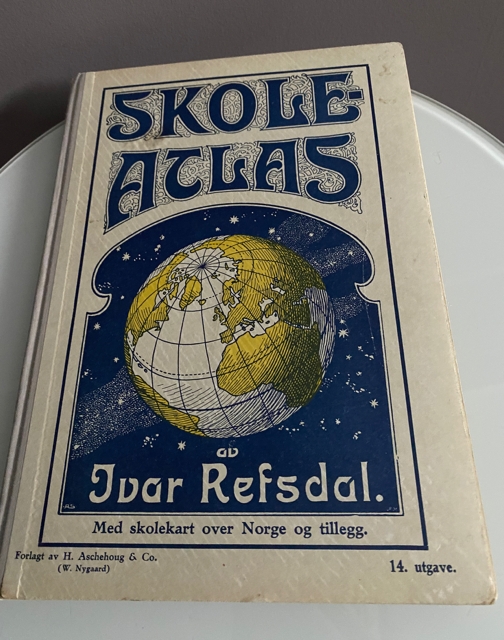 SKOLE-
ATLAS
av
Ivar Refsdal.
Med skolekart over Norge og tillegg.
Forlagt av H. Aschehoug & Co.
(W. Nygaard)
14. utgave.